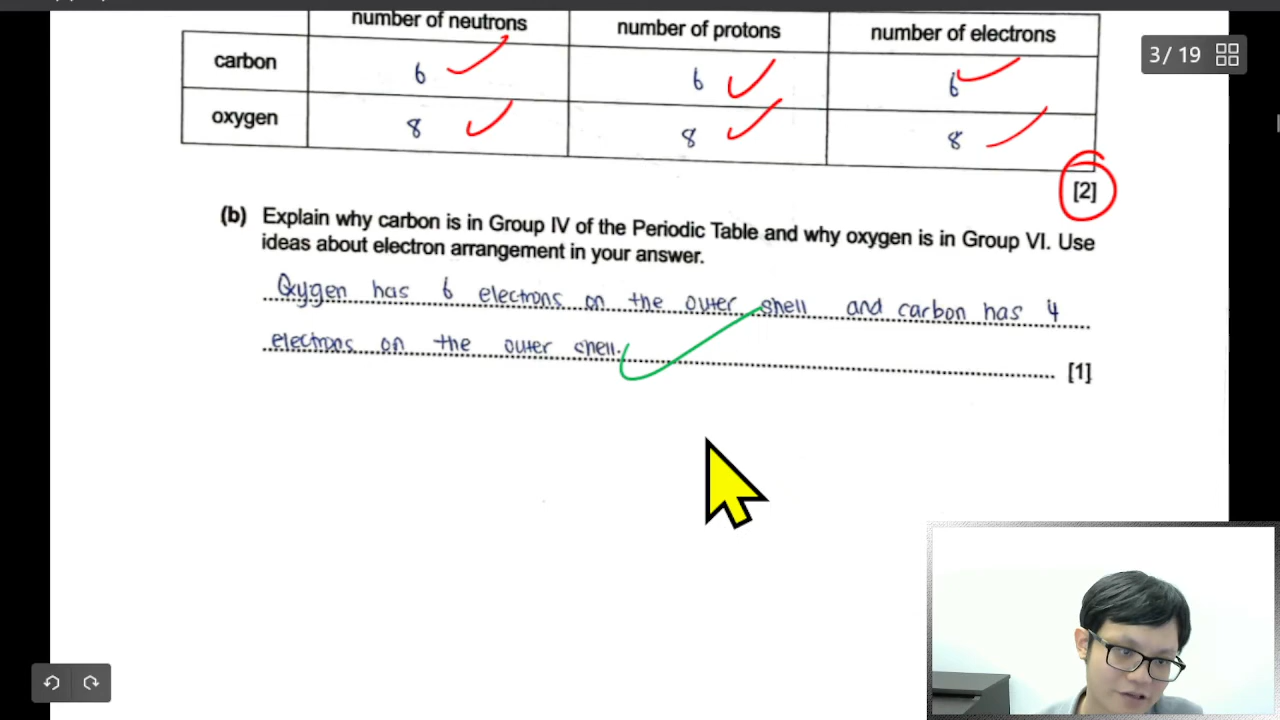 number of neutrons number of protons number of electrons
3 / 19
carbon 6 6 6
oxygen 8 8 8
[2]
(b) Explain why carbon is in Group IV of the Periodic Table and why oxygen is in Group VI. Use
ideas about electron arrangement in your answer.
Oxygen has 6 electrons on the outer shell and carbon has 4
electrons on the outer shell.
[1]